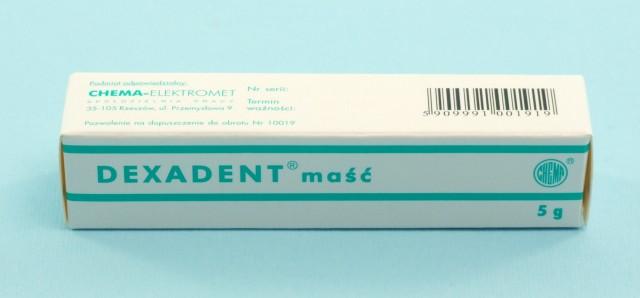 Podmiot odpowiedzialny:
CHEMA-ELEKTROMET
SPÓŁDZIELNIA PRACY
35-105 Rzeszów, ul. Przemysłowa 9
Pozwolenie na dopuszczenie do obrotu Nr 10019
Nr serii:
Termin
ważności:
5 909991 001919
DEXADENT® maść
CHEMA®
5 g